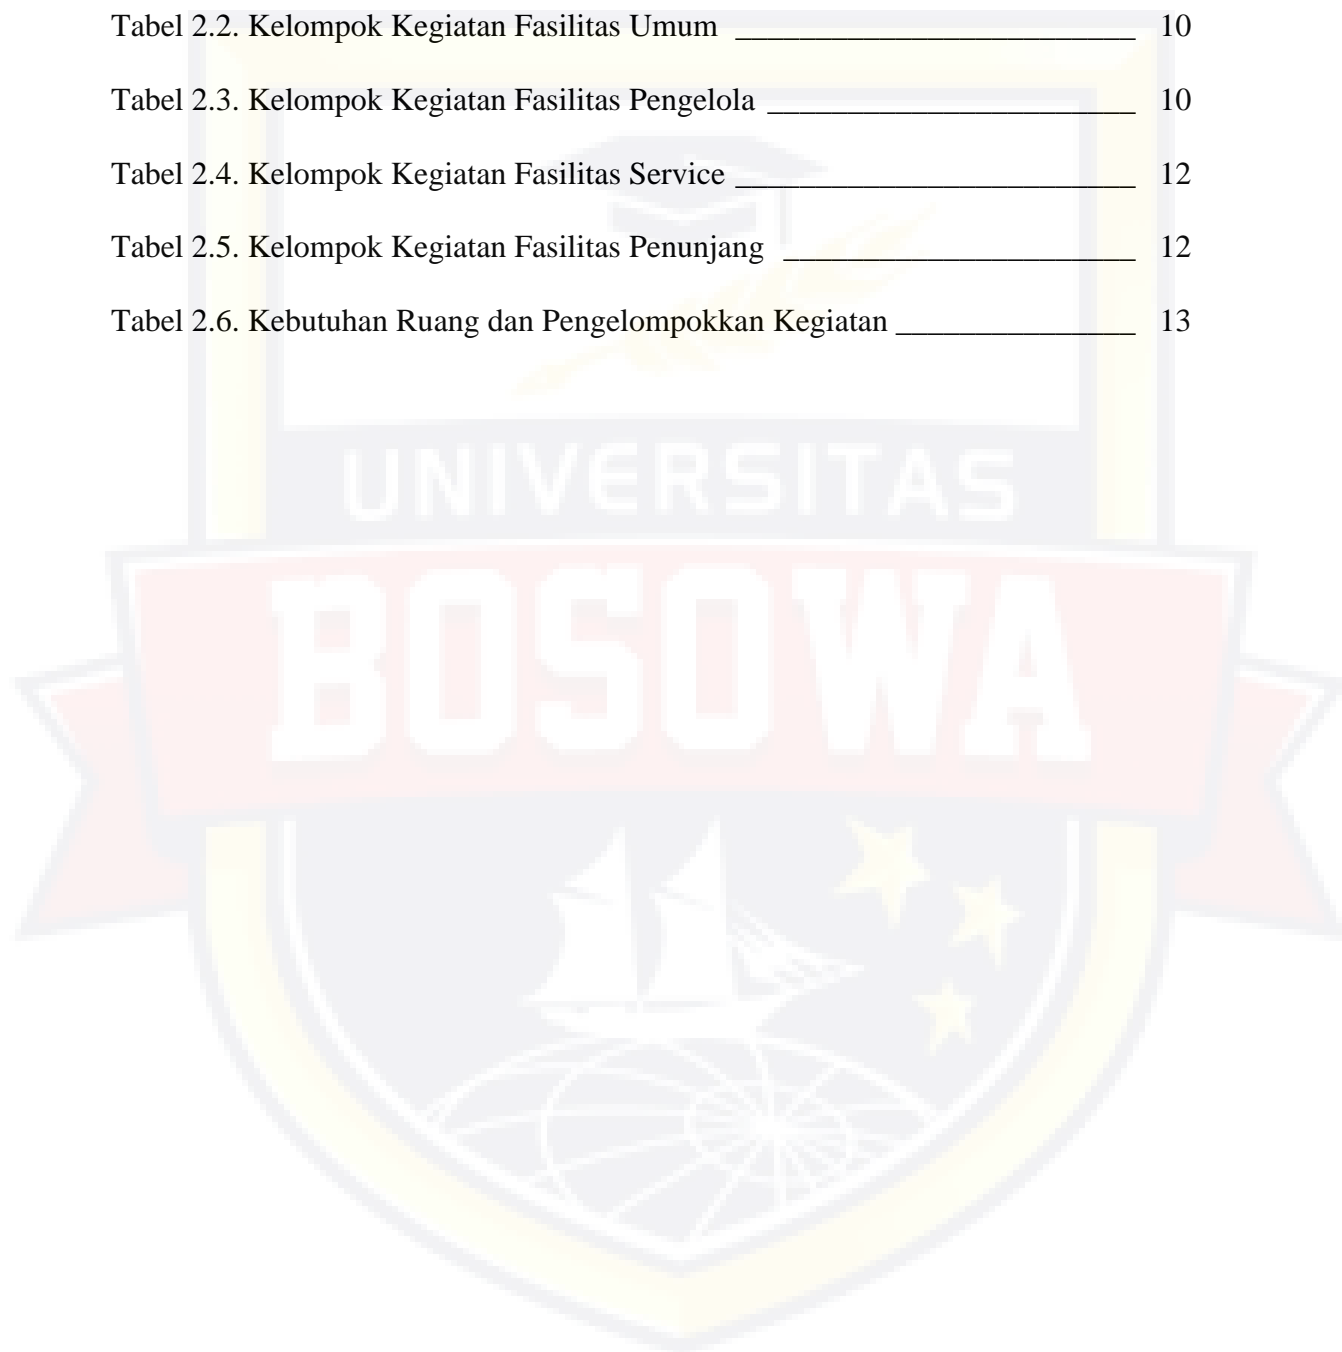 Tabel 2.2. Kelompok Kegiatan Fasilitas Umum _________________________ 10
Tabel 2.3. Kelompok Kegiatan Fasilitas Pengelola _______________________ 10
Tabel 2.4. Kelompok Kegiatan Fasilitas Service _________________________ 12
Tabel 2.5. Kelompok Kegiatan Fasilitas Penunjang ______________________ 12
Tabel 2.6. Kebutuhan Ruang dan Pengelompokkan Kegiatan _______________ 13
UNIVERSITAS
BOSOWA